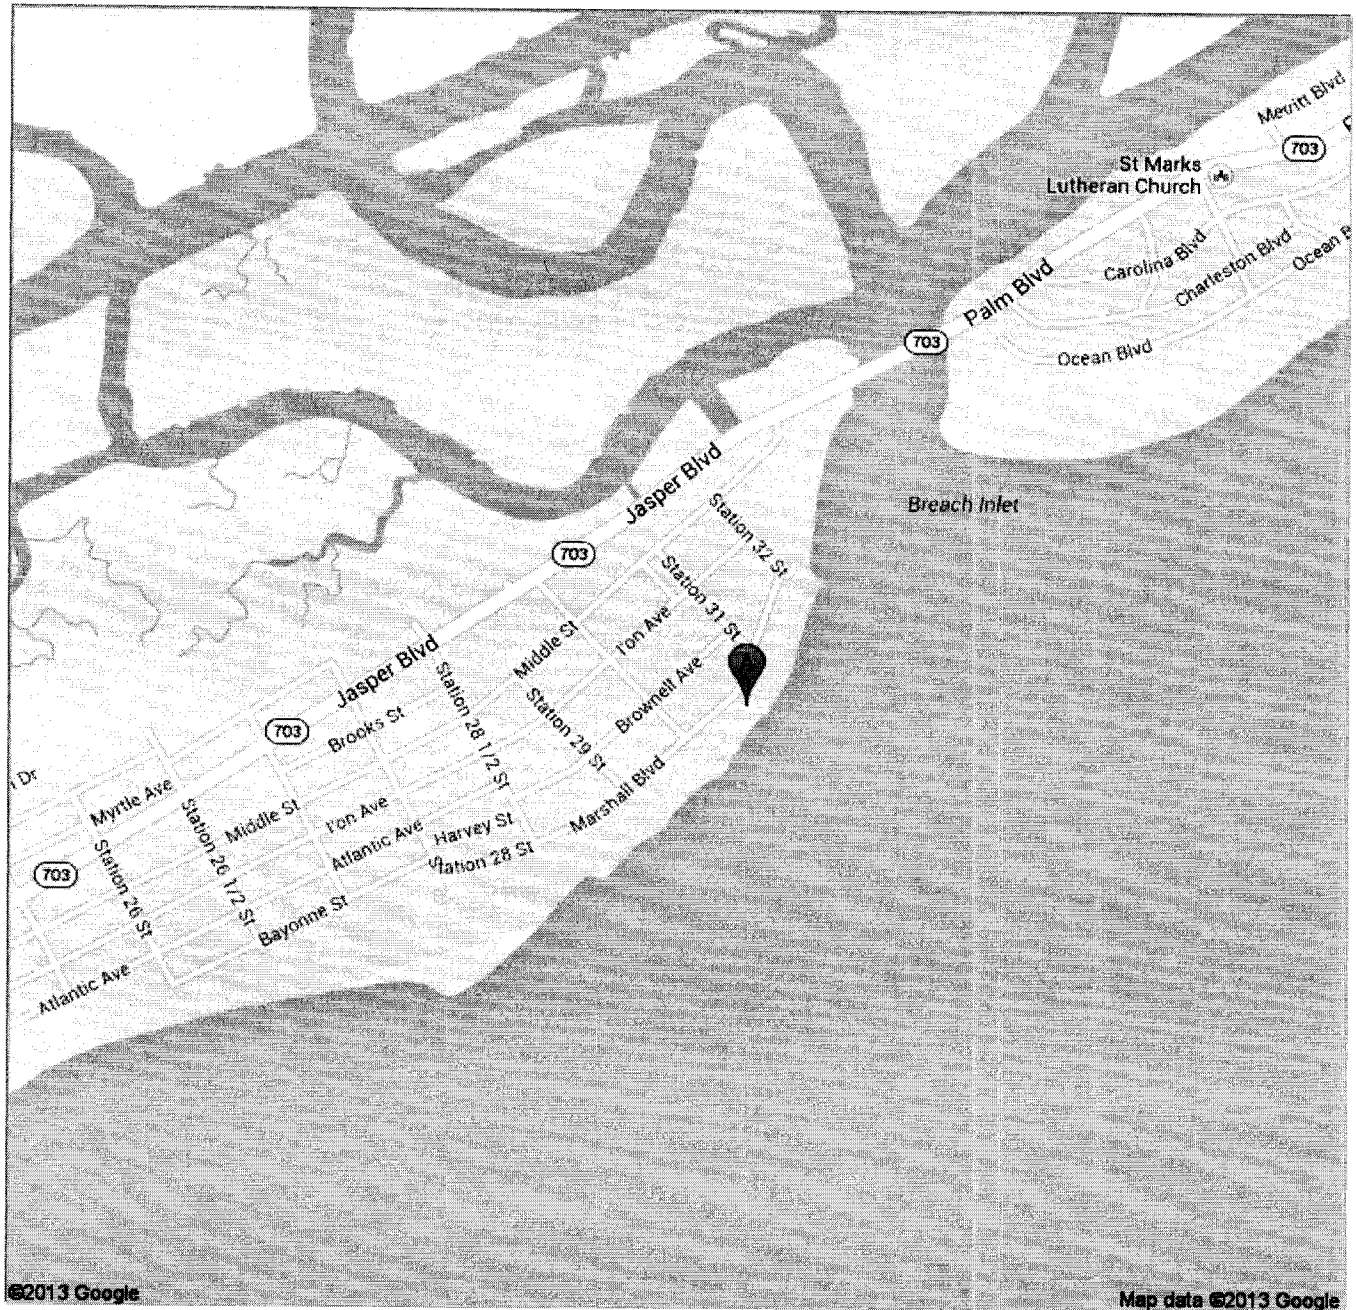 Merritt Blvd
703
St Marks
Lutheran Church
Carolina Blvd
Charleston Blvd
Ocean
Palm Blvd
703
Ocean Blvd
Breach Inlet
Jasper Blvd
Station 32 St
703
Station 31 St
I'on Ave
Middle St
Brownell Ave
Jasper Blvd
Station 28 1/2 St
Station 29 St
703
Brooks St
Marshall Blvd
Dr
Myrtle Ave
Middle St
I'on Ave
Atlantic Ave
Harvey St
Station 28 St
Station 26 1/2 St
703
Station 26 St
Bayonne St
Atlantic Ave
©2013 Google
Map data ©2013 Google